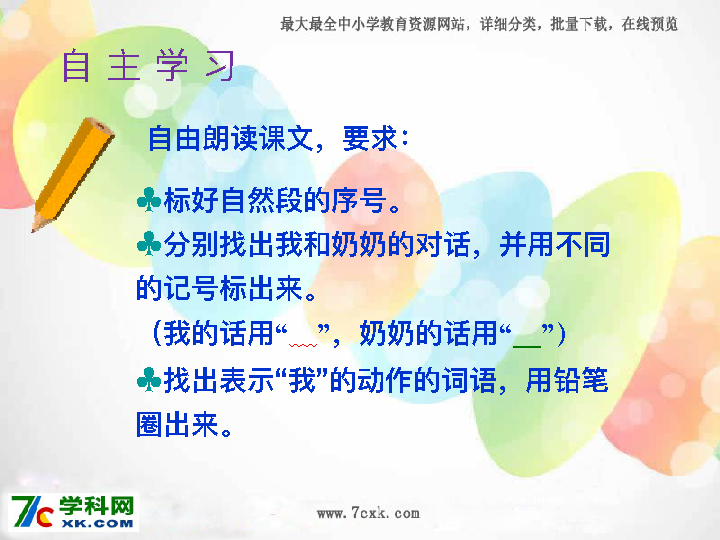 最大最全中小学教育资源网站，详细分类，批量下载，在线预览
自主学习
自由朗读课文，要求：
♣标好自然段的序号。
♣分别找出我和奶奶的对话，并用不同
的记号标出来。
（我的话用“﹏”，奶奶的话用“__”）
♣找出表示“我”的动作的词语，用铅笔
圈出来。
7C学科网
XK.COM
www.7cxk.com